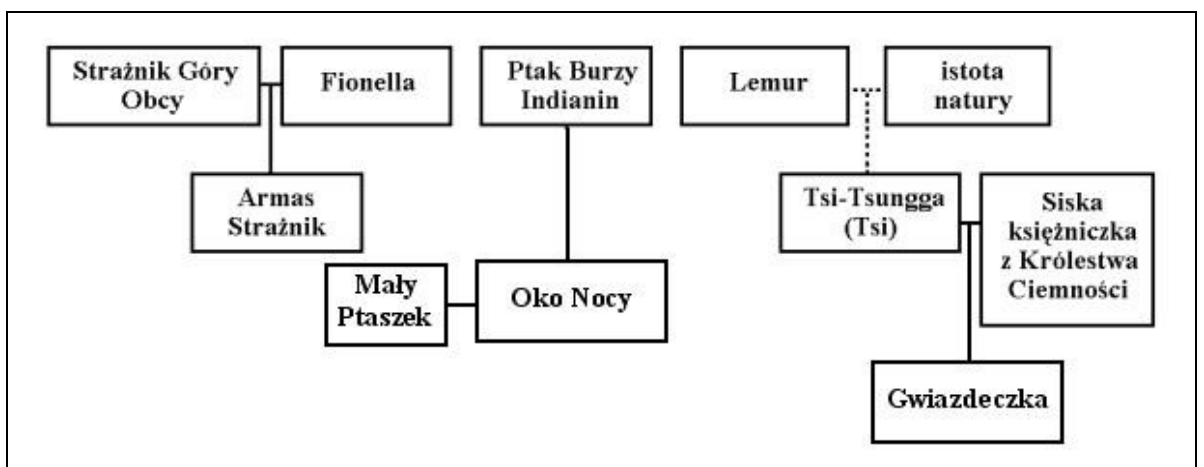 Strażnik Góry
Obcy
Fionella
Ptak Burzy
Indianin
Lemur
istota
natury
Armas
Strażnik
Tsi-Tsungga
(Tsi)
Siska
księżniczka
z Królestwa
Ciemności
Mały
Ptaszek
Oko Nocy
Gwiazdeczka